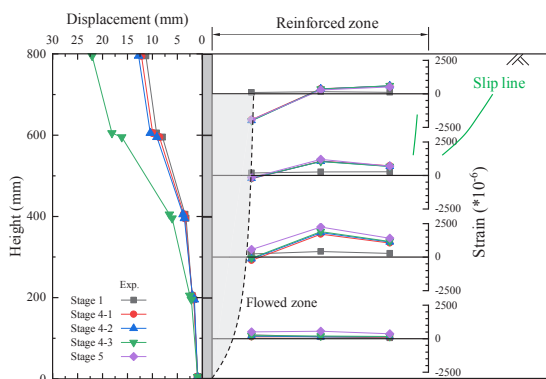 Displacement (mm)
Reinforced zone
30 25 20 15 10 5 0
800
600
400
200
0
Height (mm)
Exp.
Stage 1
Stage 4-1
Stage 4-2
Stage 4-3
Stage 5
Flowed zone
Slip line
2500
0
2500
0
2500
0
-2500
2500
0
-2500
Strain (*10⁻⁶)